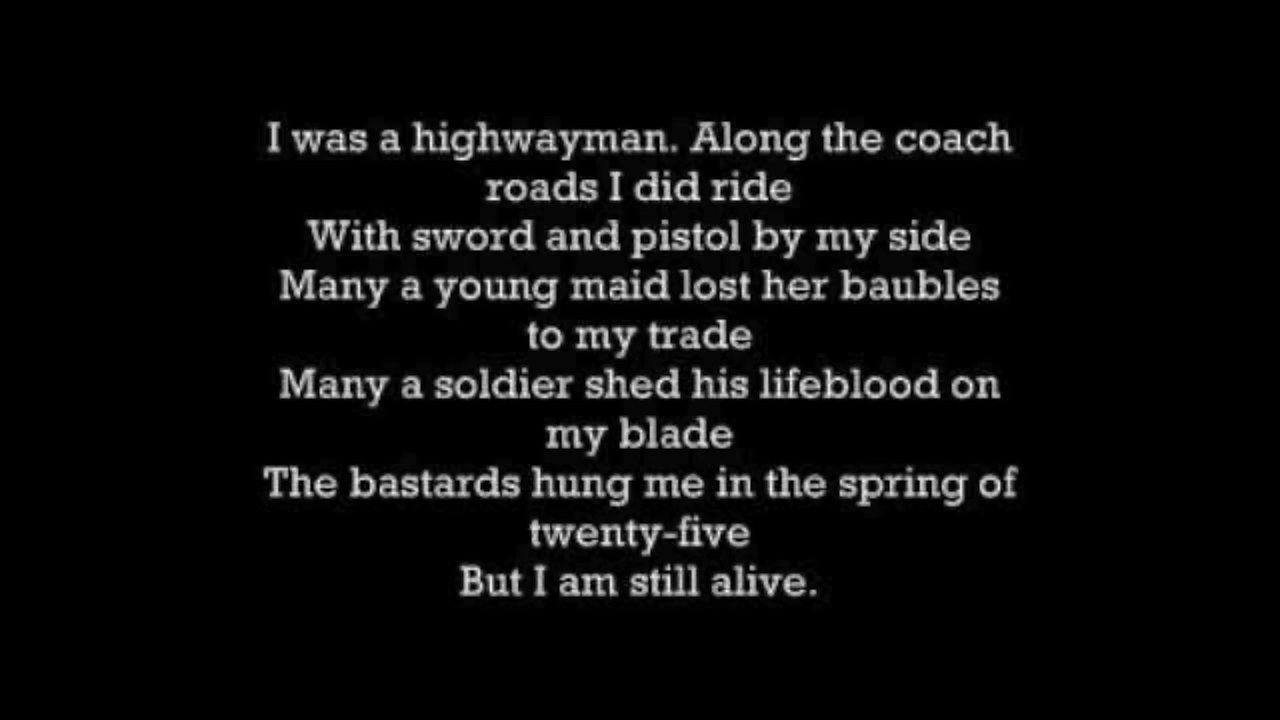 I was a highwayman. Along the coach
roads I did ride
With sword and pistol by my side
Many a young maid lost her baubles
to my trade
Many a soldier shed his lifeblood on
my blade
The bastards hung me in the spring of
twenty-five
But I am still alive.